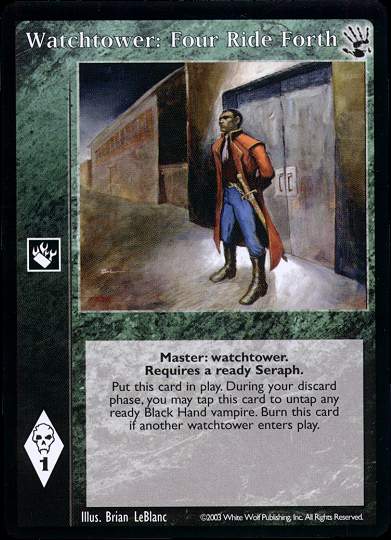 Watchtower: Four Ride Forth
Master: watchtower.
Requires a ready Seraph.
Put this card in play. During your discard
phase, you may tap this card to untap any
ready Black Hand vampire. Burn this card
if another watchtower enters play.
1
Illus. Brian LeBlanc
©2003 White Wolf Publishing, Inc. All Rights Reserved.